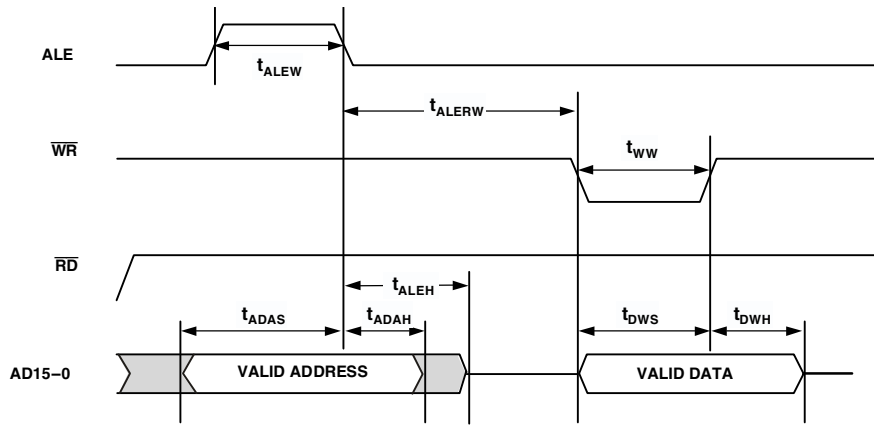 ALE
tALEW
tALERW
WR
tWW
RD
tALEH
tADAS
tADAH
tDWS
tDWH
AD15–0
VALID ADDRESS
VALID DATA